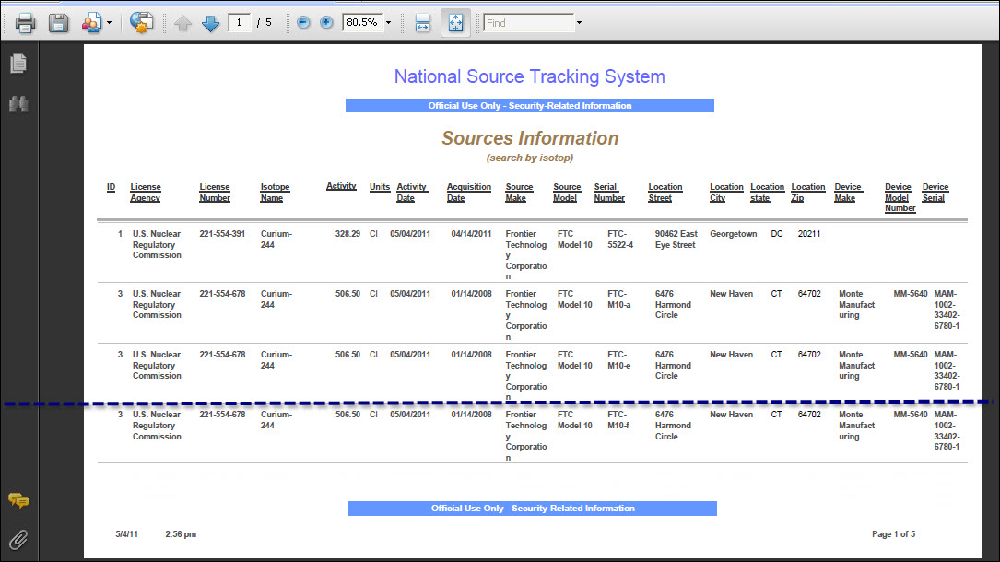 1 / 5 80.5% Find
National Source Tracking System
Official Use Only - Security-Related Information
Sources Information
(search by isotop)
ID License Agency License Number Isotope Name Activity Units Activity Date Acquisition Date Source Make Source Model Serial Number Location Street Location City Location state Location Zip Device Make Device Model Number Device Serial
1 U.S. Nuclear Regulatory Commission 221-554-391 Curium-244 328.29 CI 05/04/2011 04/14/2011 Frontier Technology Corporation FTC Model 10 FTC-5522-4 90462 East Eye Street Georgetown DC 20211
3 U.S. Nuclear Regulatory Commission 221-554-678 Curium-244 506.50 CI 05/04/2011 01/14/2008 Frontier Technology Corporation FTC Model 10 FTC-M10-a 6476 Harmond Circle New Haven CT 64702 Monte Manufacturing MM-5640 MAM-1002-33402-6780-1
3 U.S. Nuclear Regulatory Commission 221-554-678 Curium-244 506.50 CI 05/04/2011 01/14/2008 Frontier Technology Corporation FTC Model 10 FTC-M10-e 6476 Harmond Circle New Haven CT 64702 Monte Manufacturing MM-5640 MAM-1002-33402-6780-1
3 U.S. Nuclear Regulatory Commission 221-554-678 Curium-244 506.50 CI 05/04/2011 01/14/2008 Frontier Technology Corporation FTC Model 10 FTC-M10-f 6476 Harmond Circle New Haven CT 64702 Monte Manufacturing MM-5640 MAM-1002-33402-6780-1
Official Use Only - Security-Related Information
5/4/11 2:56 pm Page 1 of 5